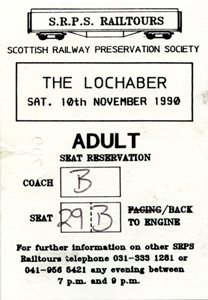 S.R.P.S. RAILTOURS
SCOTTISH RAILWAY PRESERVATION SOCIETY
THE LOCHABER
SAT. 10th NOVEMBER 1990
ADULT
SEAT RESERVATION
COACH B
SEAT 29 B FACING/BACK
TO ENGINE
For further information on other SRPS
Railtours telephone 031-333 1281 or
041-956 5421 any evening between
7 p.m. and 9 p.m.